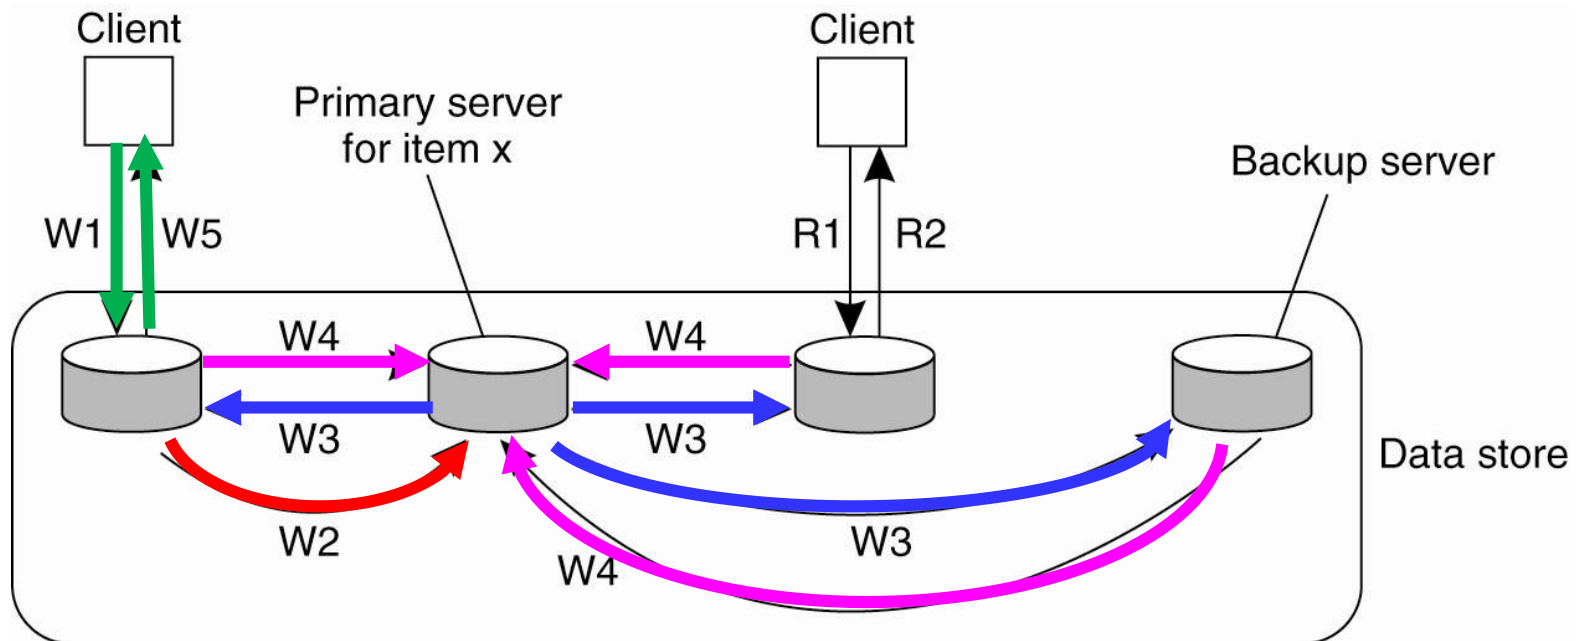 Client
Client
Primary server
for item x
Backup server
W1
W5
R1
R2
W4
W4
W3
W3
Data store
W2
W3
W4